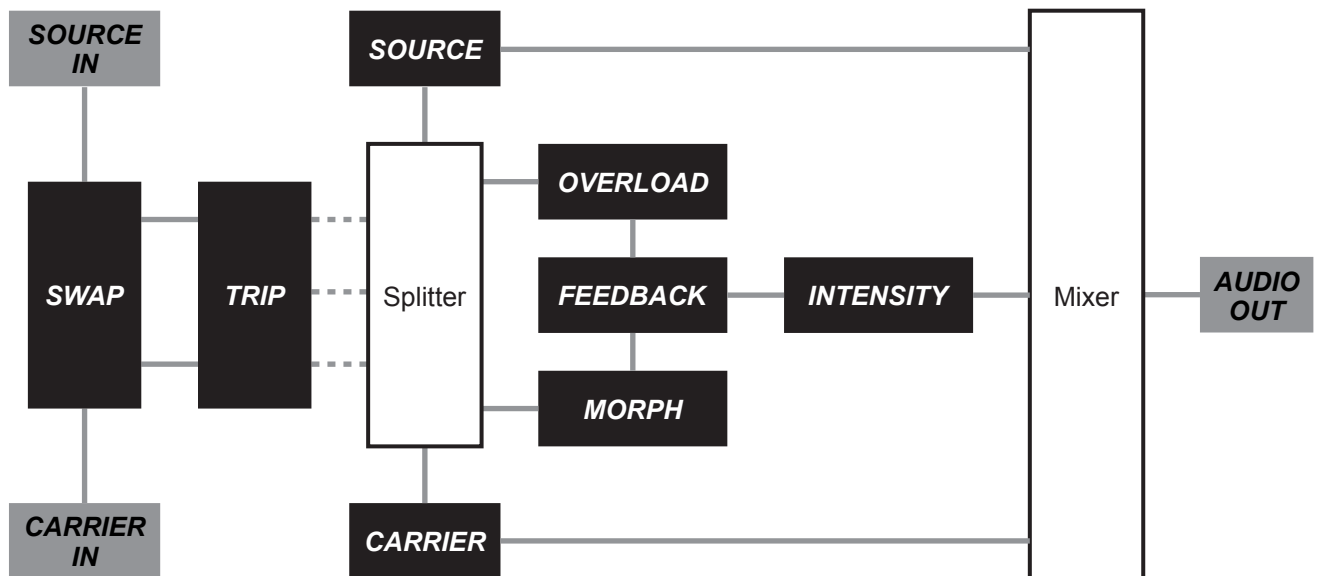 SOURCE
IN
SOURCE
OVERLOAD
SWAP
TRIP
Splitter
FEEDBACK
INTENSITY
Mixer
AUDIO
OUT
MORPH
CARRIER
IN
CARRIER